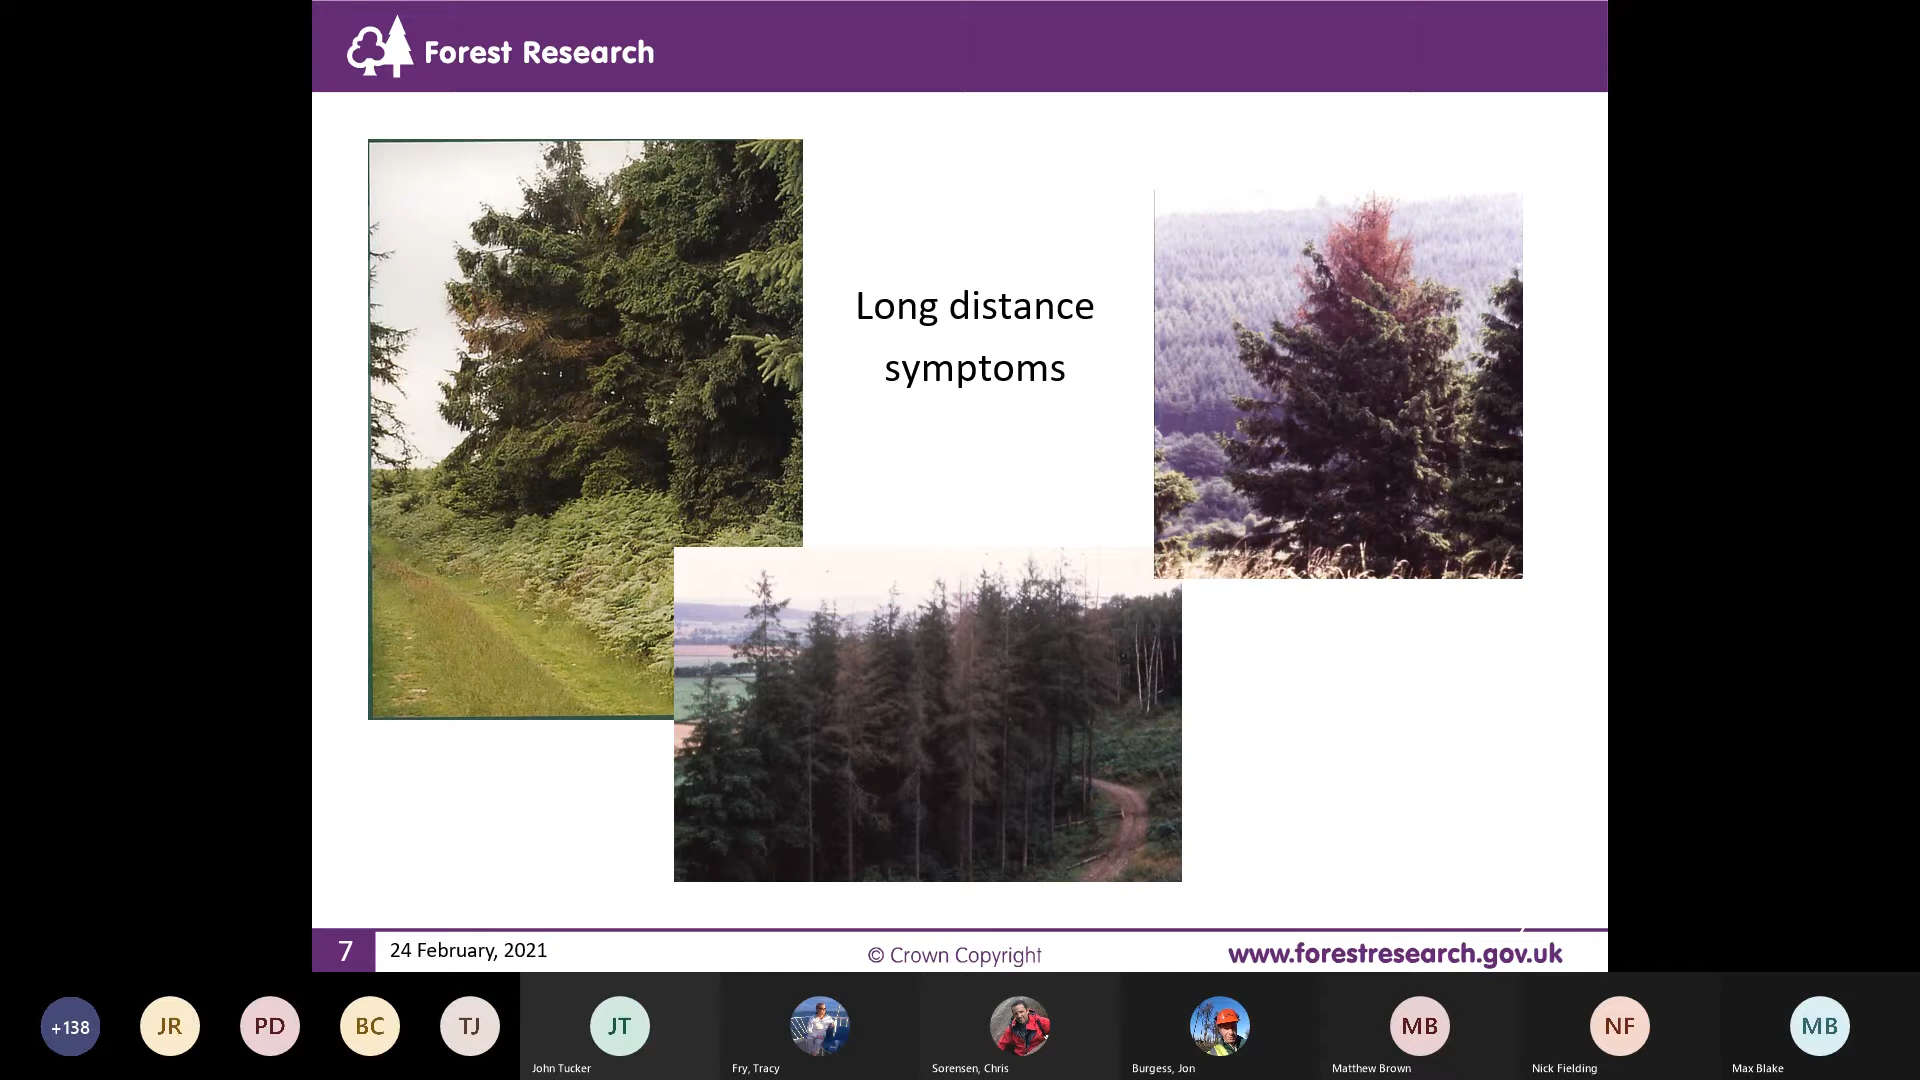 Forest Research
Long distance
symptoms
7
24 February, 2021
© Crown Copyright
www.forestresearch.gov.uk
+138
JR
PD
BC
TJ
JT
MB
NF
MB
John Tucker
Fry, Tracy
Sorensen, Chris
Burgess, Jon
Matthew Brown
Nick Fielding
Max Blake